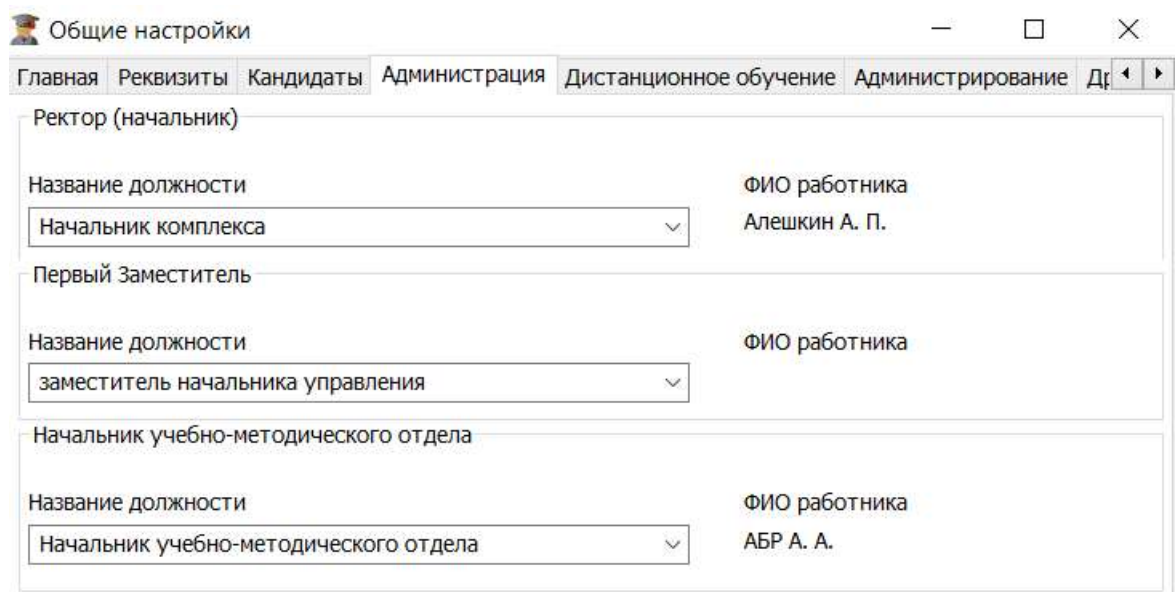 Общие настройки
Главная Реквизиты Кандидаты Администрация Дистанционное обучение Администрирование
Ректор (начальник)
Название должности ФИО работника
Начальник комплекса Алешкин А. П.
Первый Заместитель
Название должности ФИО работника
заместитель начальника управления
Начальник учебно-методического отдела
Название должности ФИО работника
Начальник учебно-методического отдела АБР А. А.